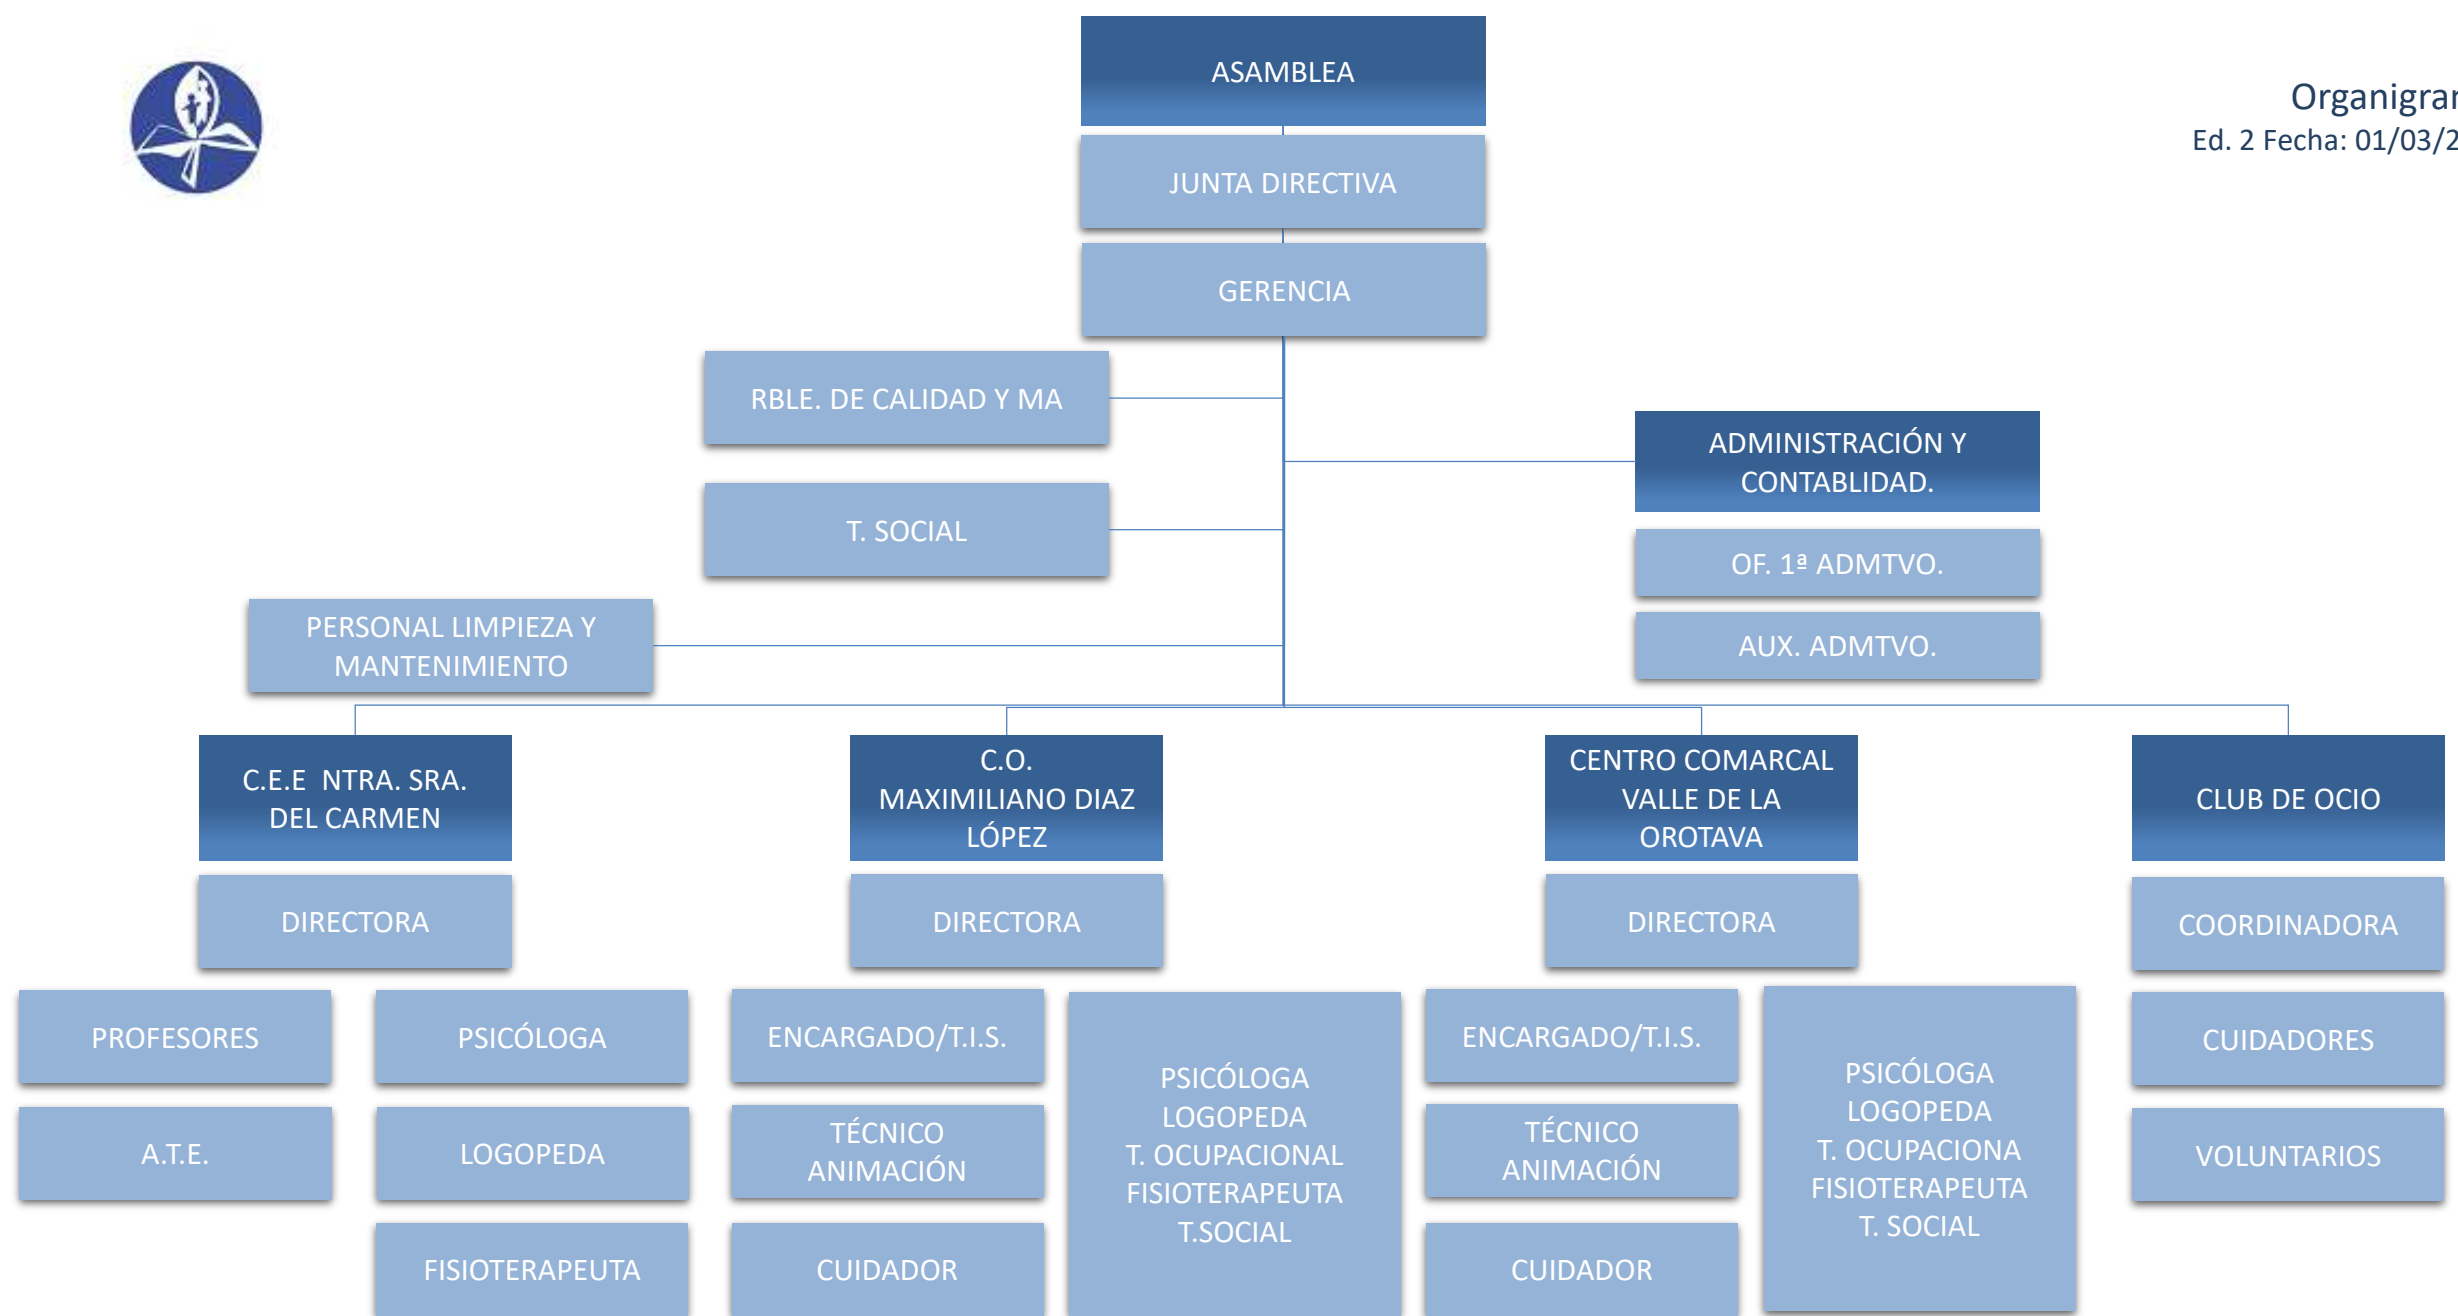 ASAMBLEA
Organigram
Ed. 2 Fecha: 01/03/2
JUNTA DIRECTIVA
GERENCIA
RBLE. DE CALIDAD Y MA
ADMINISTRACIÓN Y
CONTABLIDAD.
T. SOCIAL
OF. 1ª ADMTVO.
PERSONAL LIMPIEZA Y
MANTENIMIENTO
AUX. ADMTVO.
C.E.E NTRA. SRA.
DEL CARMEN
C.O.
MAXIMILIANO DIAZ
LÓPEZ
CENTRO COMARCAL
VALLE DE LA
OROTAVA
CLUB DE OCIO
DIRECTORA
DIRECTORA
DIRECTORA
COORDINADORA
PROFESORES
PSICÓLOGA
ENCARGADO/T.I.S.
PSICÓLOGA
LOGOPEDA
T. OCUPACIONAL
FISIOTERAPEUTA
T.SOCIAL
ENCARGADO/T.I.S.
PSICÓLOGA
LOGOPEDA
T. OCUPACIONA
FISIOTERAPEUTA
T. SOCIAL
CUIDADORES
A.T.E.
LOGOPEDA
TÉCNICO
ANIMACIÓN
TÉCNICO
ANIMACIÓN
VOLUNTARIOS
FISIOTERAPEUTA
CUIDADOR
CUIDADOR